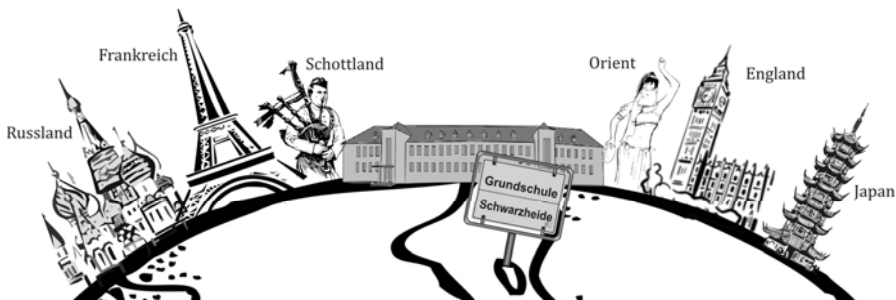 Russland
Frankreich
Schottland
Grundschule
Schwarzheide
Orient
England
Japan